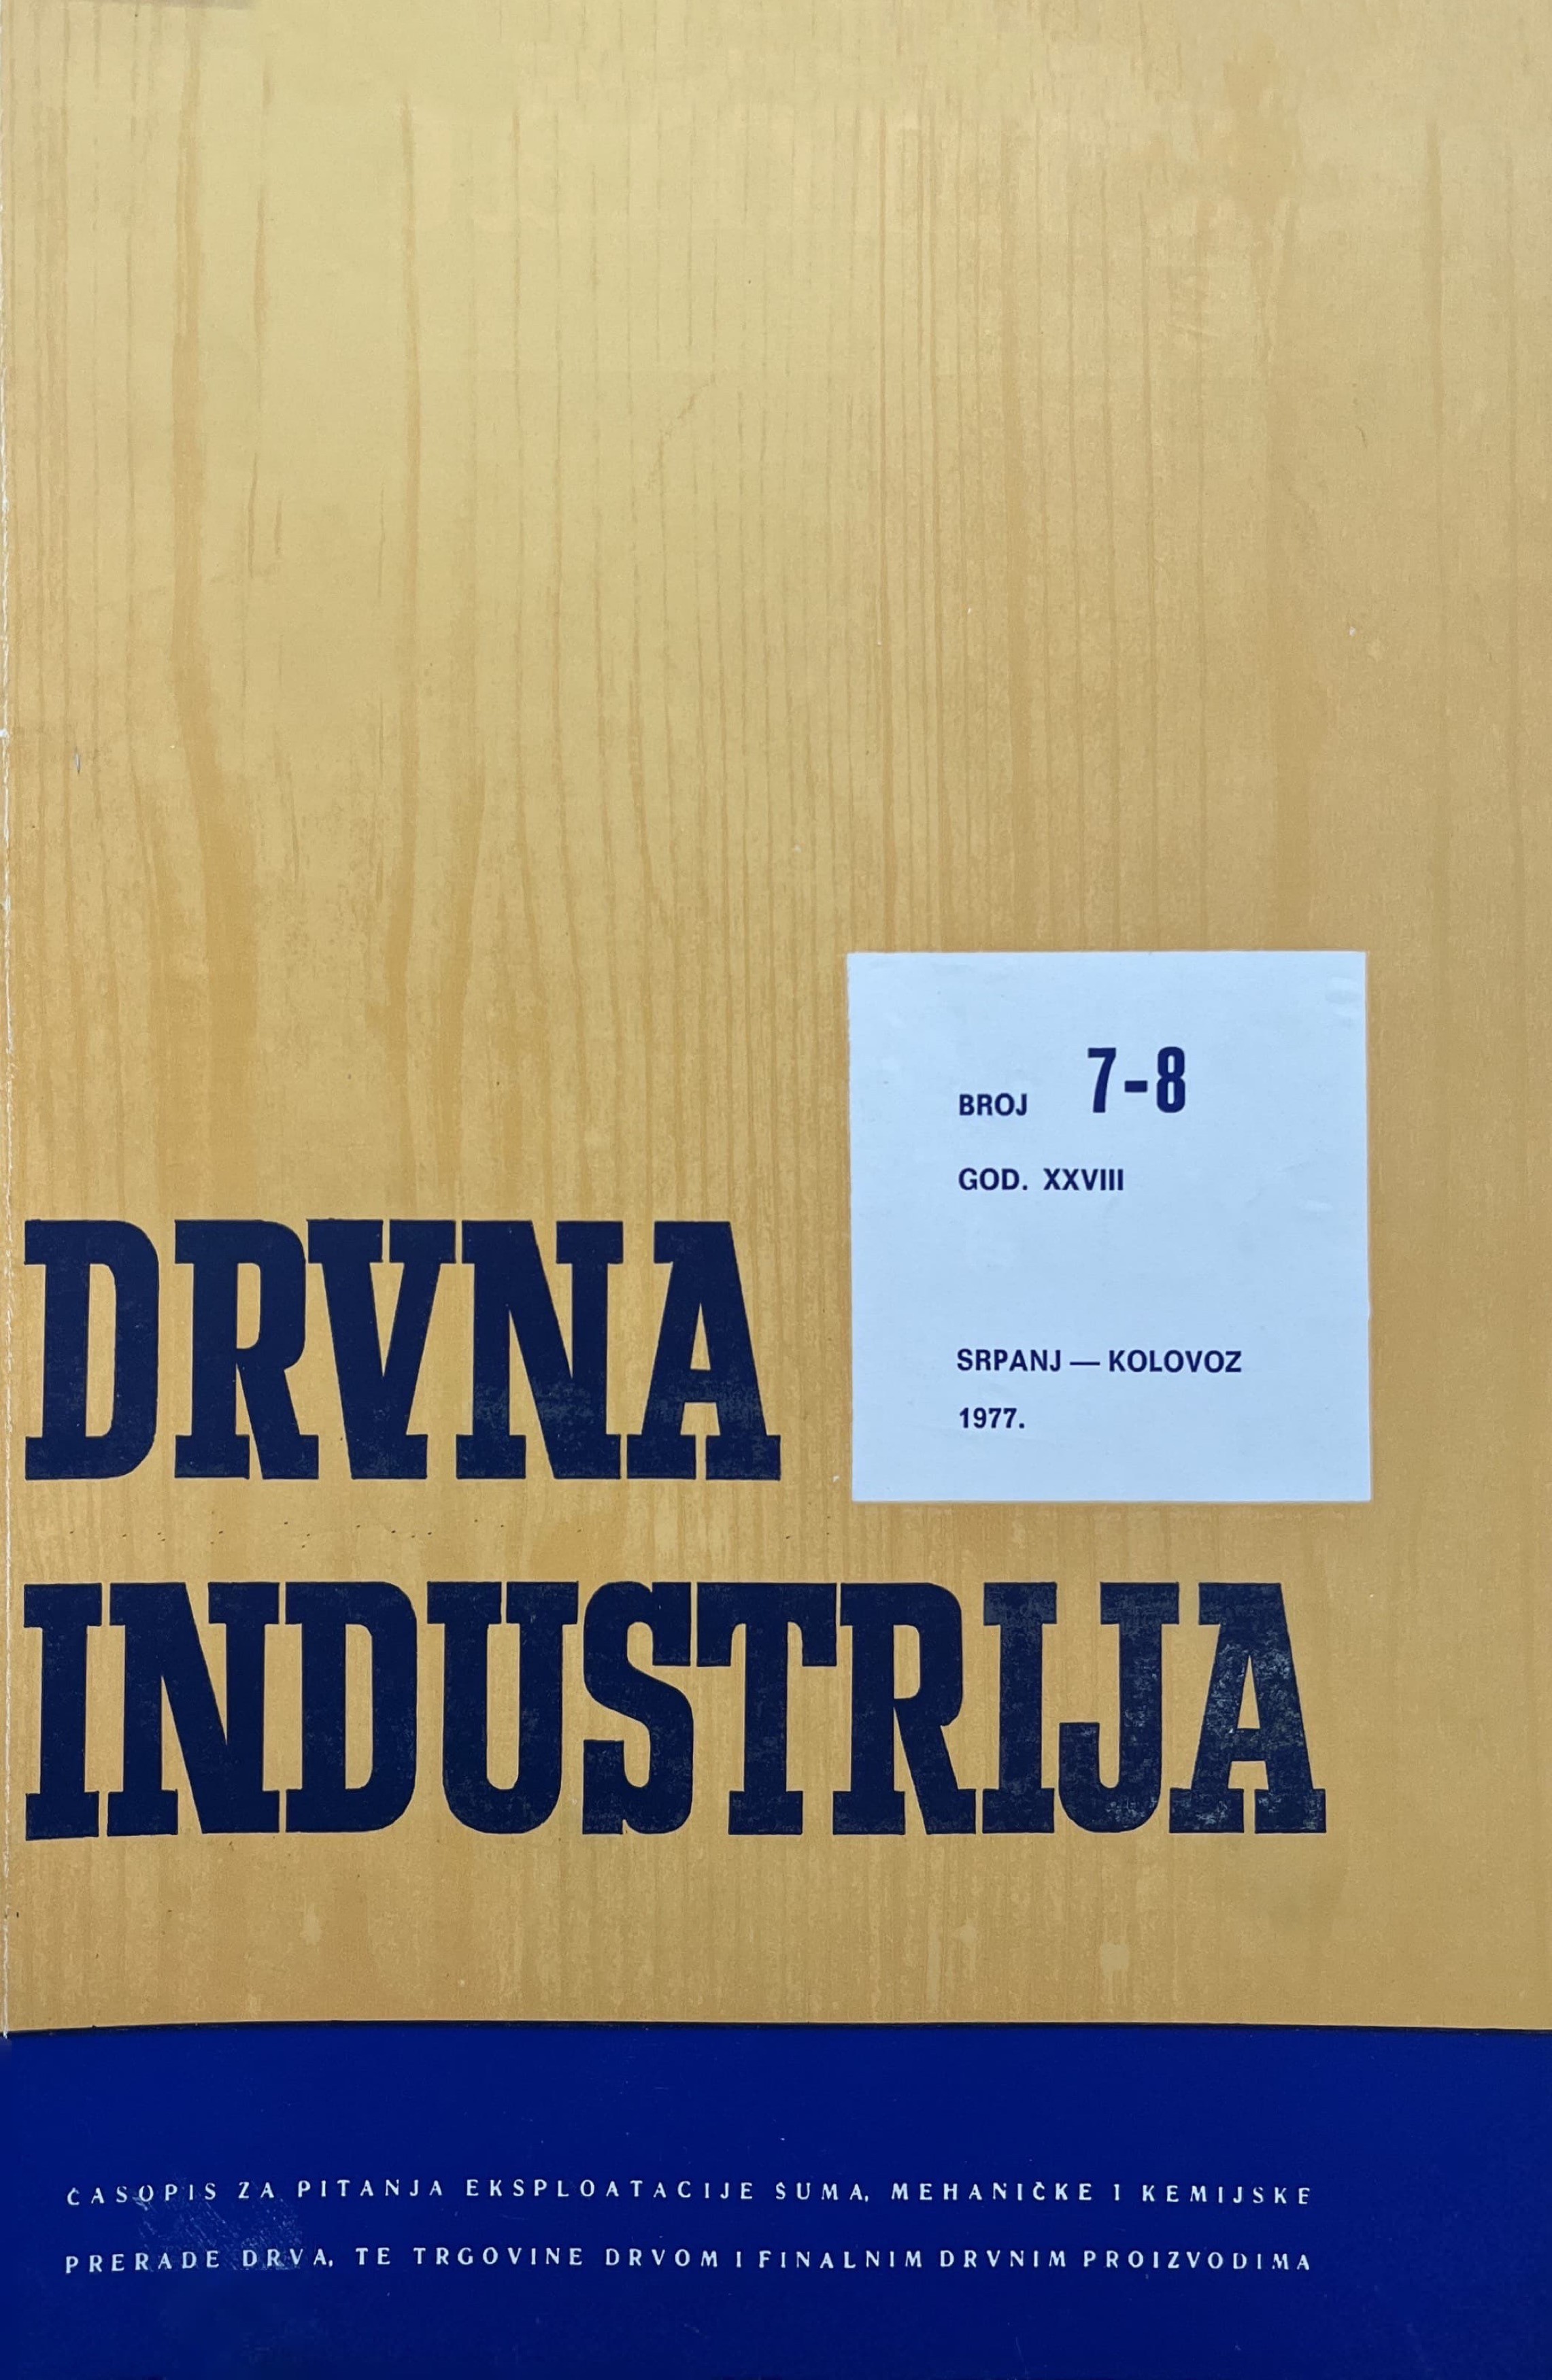 BROJ 7-8
GOD. XXVIII
SRPANJ — KOLOVOZ
1977.
DRVNA
INDUSTRIJA
ČASOPIS ZA PITANJA EKSPLOATACIJE ŠUMA, MEHANIČKE I KEMIJSKE
PRERADE DRVA, TE TRGOVINE DRVOM I FINALNIM DRVNIM PROIZVODIMA